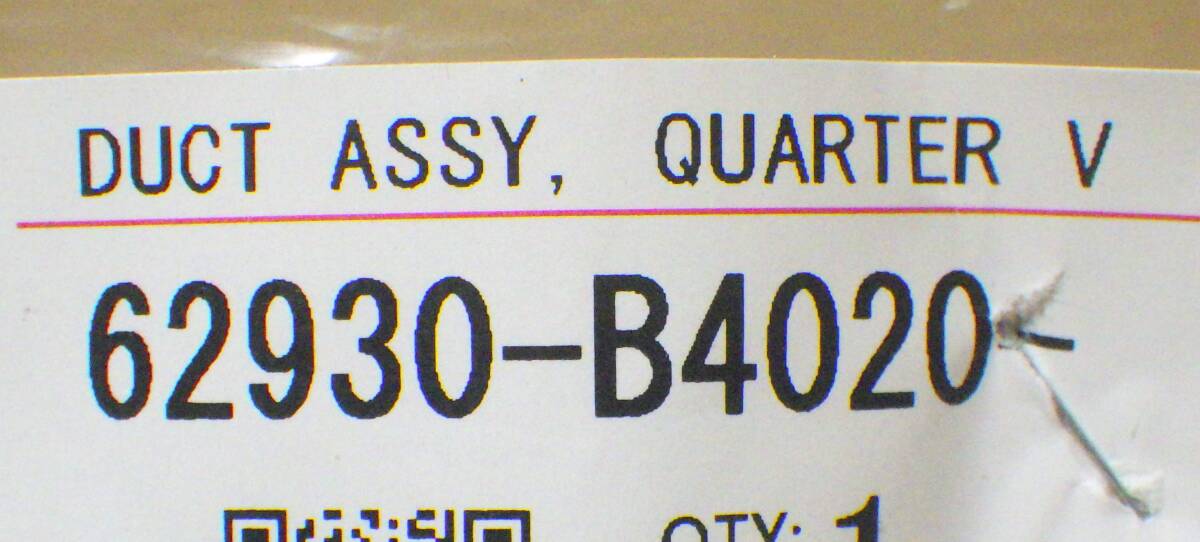 DUCT ASSY, QUARTER V
62930-B4020-
QTY: 1